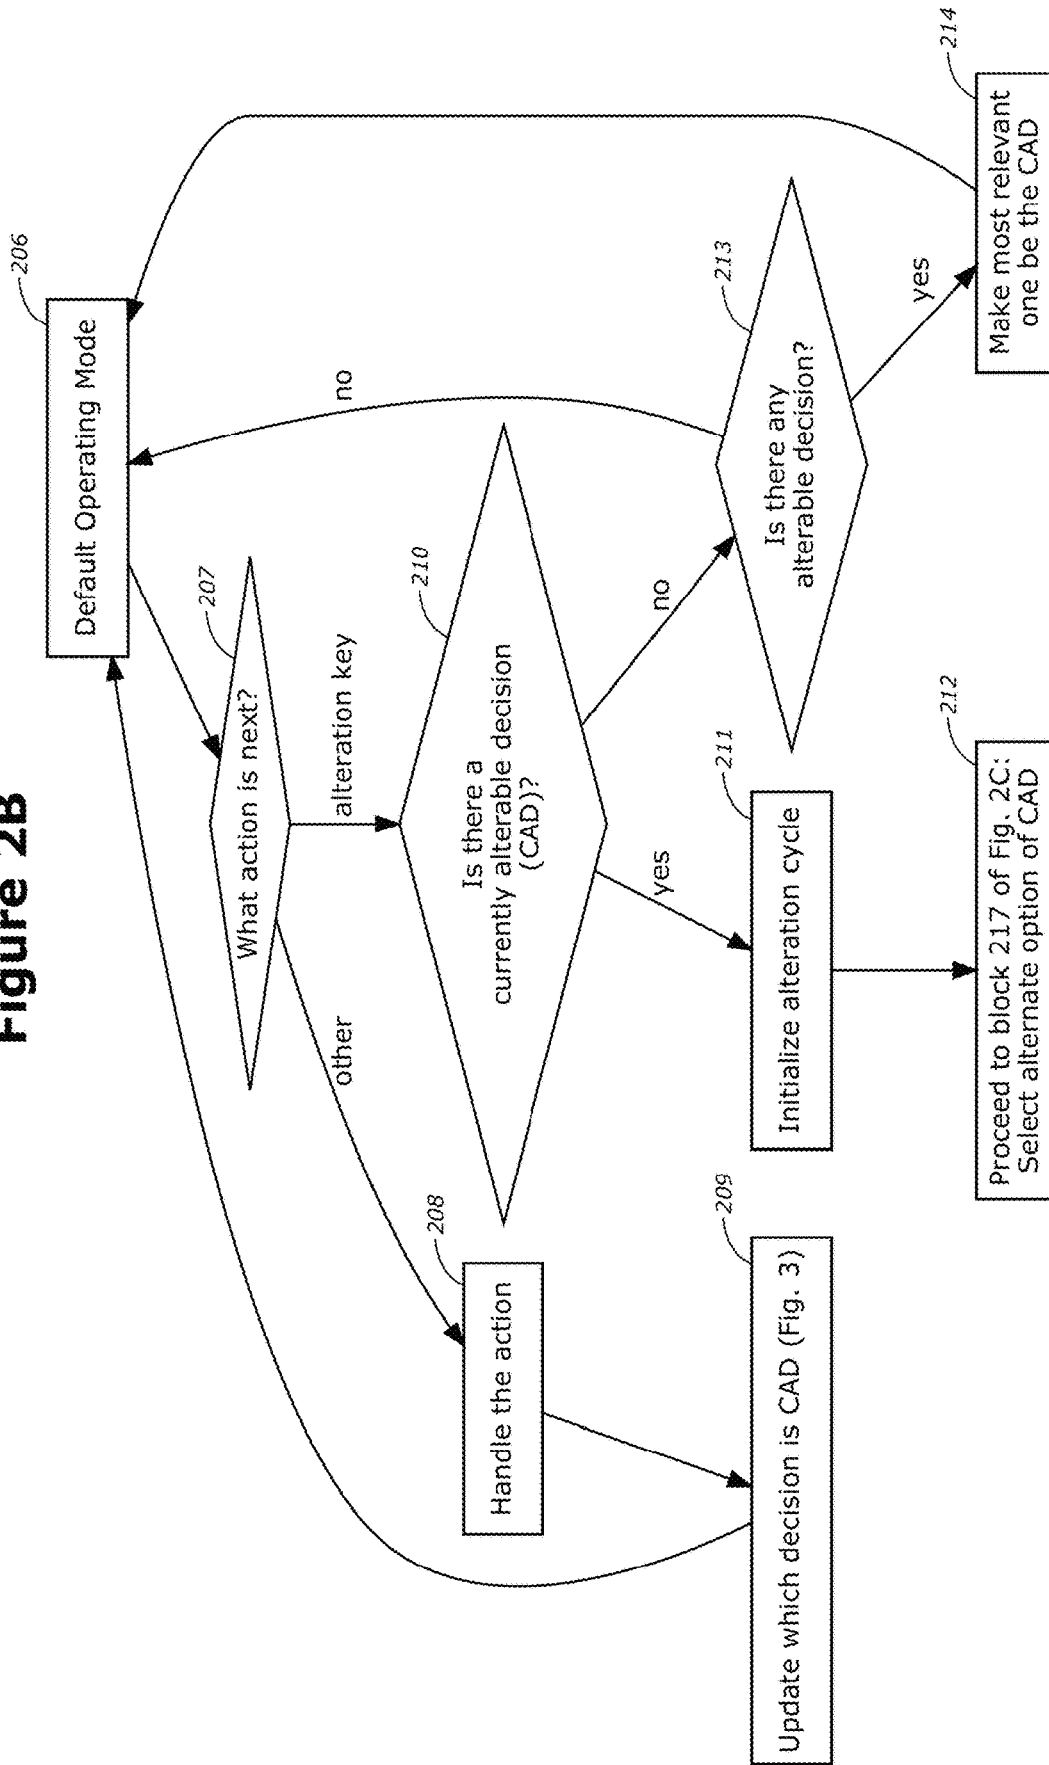 Figure 2B
206
Default Operating Mode
207
What action is next?
other
alteration key
no
208
Handle the action
210
Is there a
currently alterable decision
(CAD)?
yes
no
209
Update which decision is CAD (Fig. 3)
211
Initialize alteration cycle
213
Is there any
alterable decision?
yes
212
Proceed to block 217 of Fig. 2C:
Select alternate option of CAD
214
Make most relevant
one be the CAD